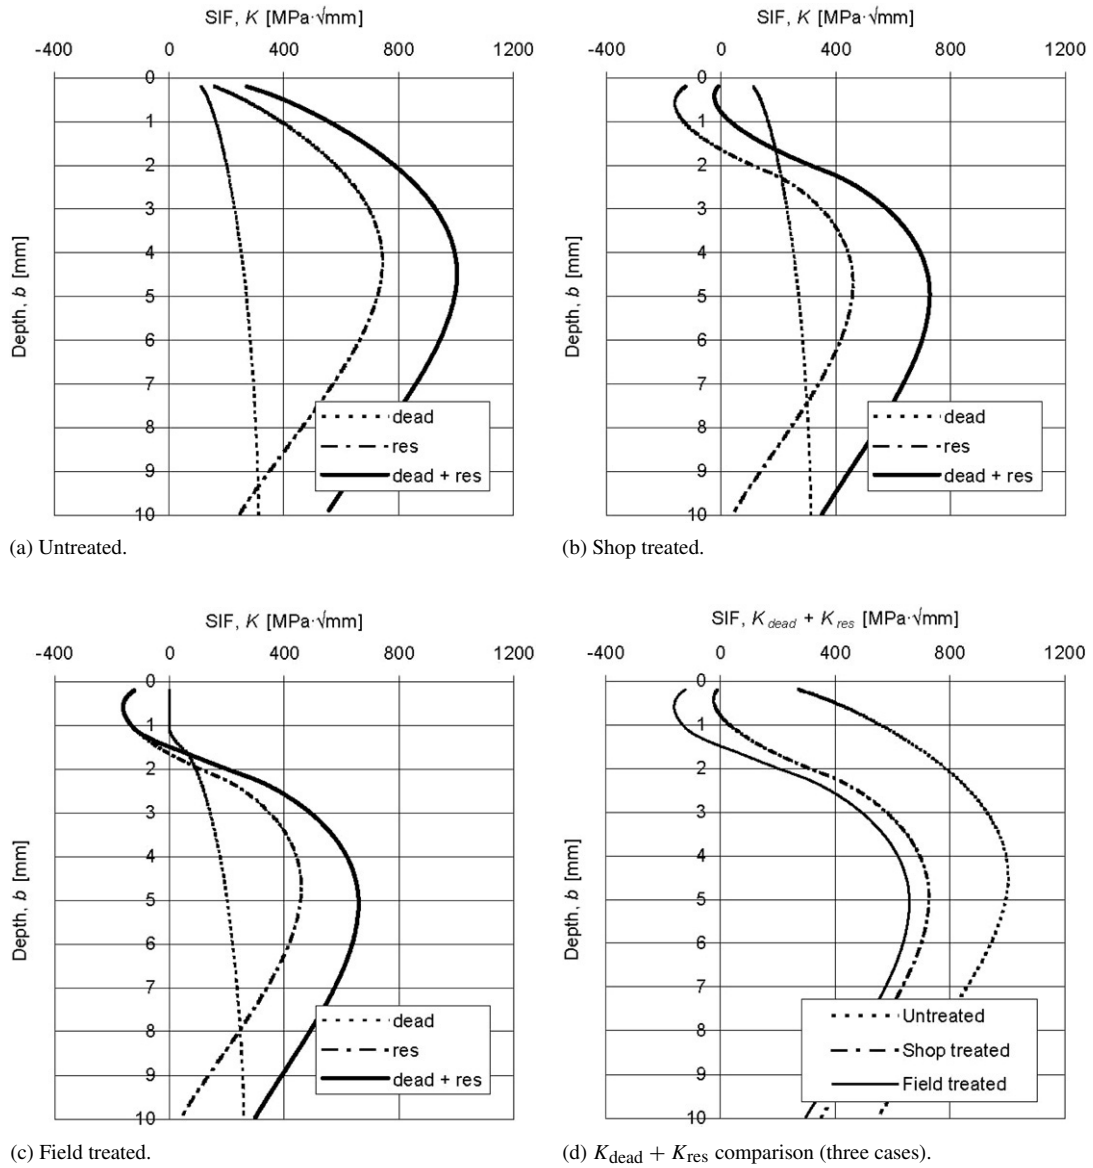 SIF, K [MPa·√mm]
-400 0 400 800 1200
0
1
2
3
4
5
6
7
8
9
10
Depth, b [mm]
dead
res
dead + res
(a) Untreated.
SIF, K [MPa·√mm]
-400 0 400 800 1200
0
1
2
3
4
5
6
7
8
9
10
Depth, b [mm]
dead
res
dead + res
(b) Shop treated.
SIF, K [MPa·√mm]
-400 0 400 800 1200
0
1
2
3
4
5
6
7
8
9
10
Depth, b [mm]
dead
res
dead + res
(c) Field treated.
SIF, K dead + K res [MPa·√mm]
-400 0 400 800 1200
0
1
2
3
4
5
6
7
8
9
10
Depth, b [mm]
Untreated
Shop treated
Field treated
(d) Kdead + Kres comparison (three cases).